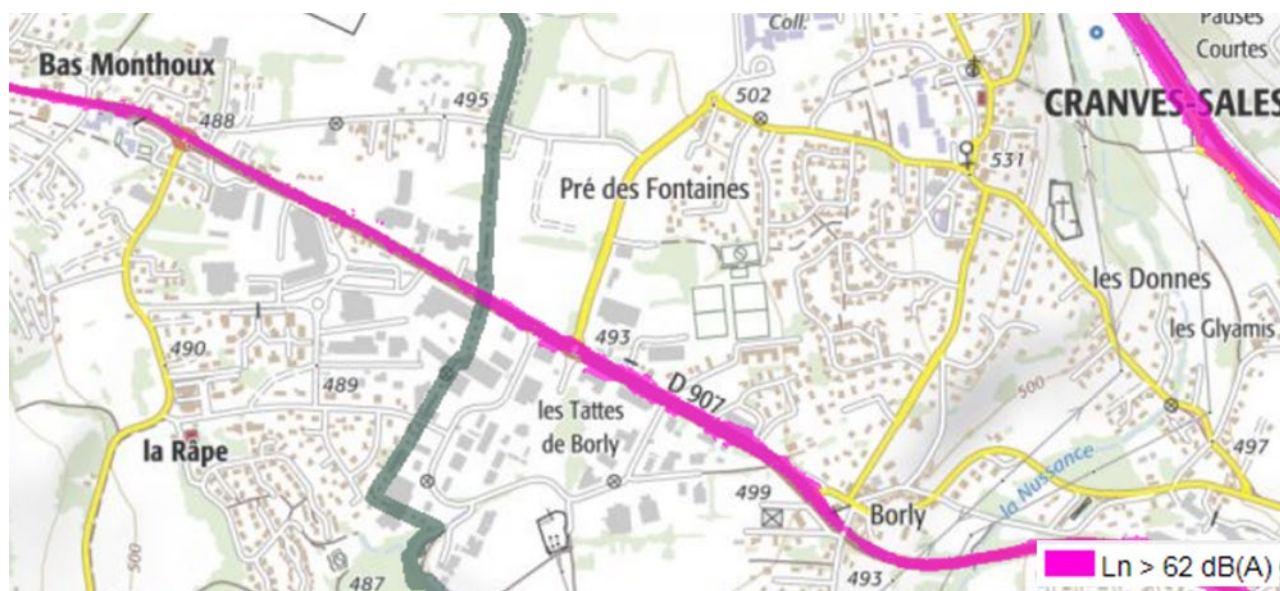 Coll.
Pauses
Courtes
Bas Monthoux
495
502
CRANVES-SALES
488
531
Pré des Fontaines
les Donnes
les Glyamis
493
490
489
D 907
500
les Tattes
de Borly
la Râpe
497
la Nussance
499
Borly
500
487
493
Ln > 62 dB(A)